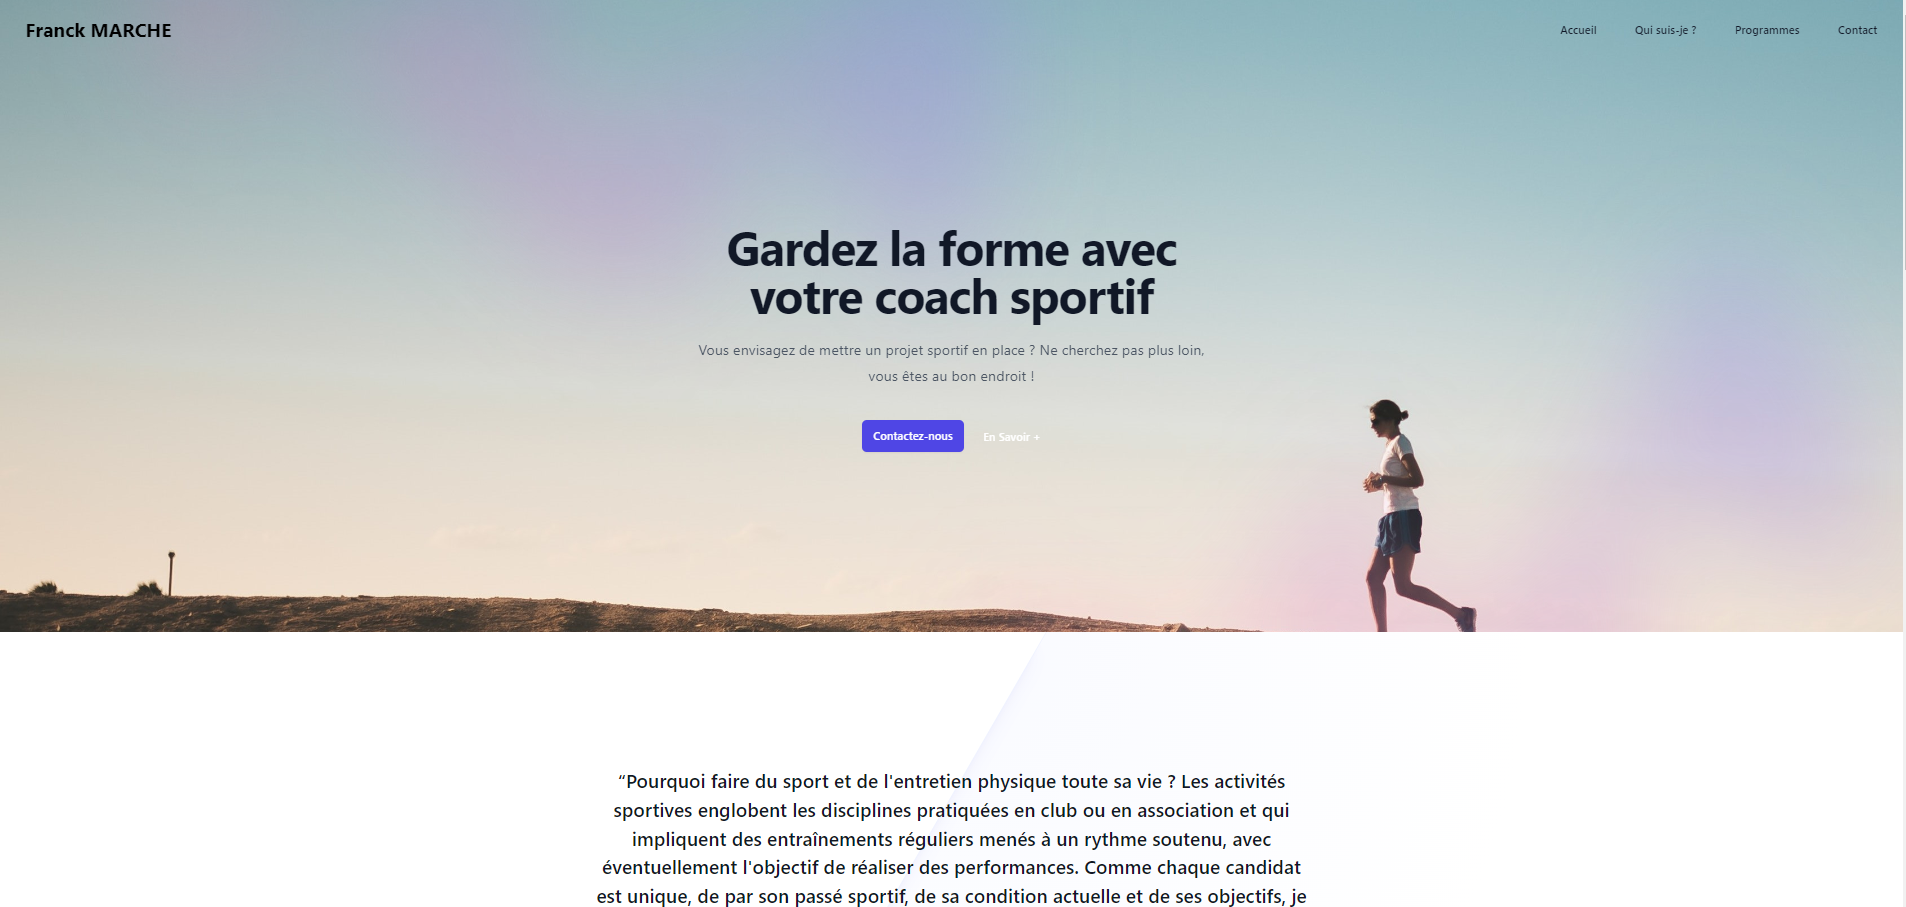 Franck MARCHE
Accueil
Qui suis-je ?
Programmes
Contact
Gardez la forme avec
votre coach sportif
Vous envisagez de mettre un projet sportif en place ? Ne cherchez pas plus loin,
vous êtes au bon endroit !
Contactez-nous
En Savoir +
“Pourquoi faire du sport et de l'entretien physique toute sa vie ? Les activités
sportives englobent les disciplines pratiquées en club ou en association et qui
impliquent des entraînements réguliers menés à un rythme soutenu, avec
éventuellement l'objectif de réaliser des performances. Comme chaque candidat
est unique, de par son passé sportif, de sa condition actuelle et de ses objectifs, je